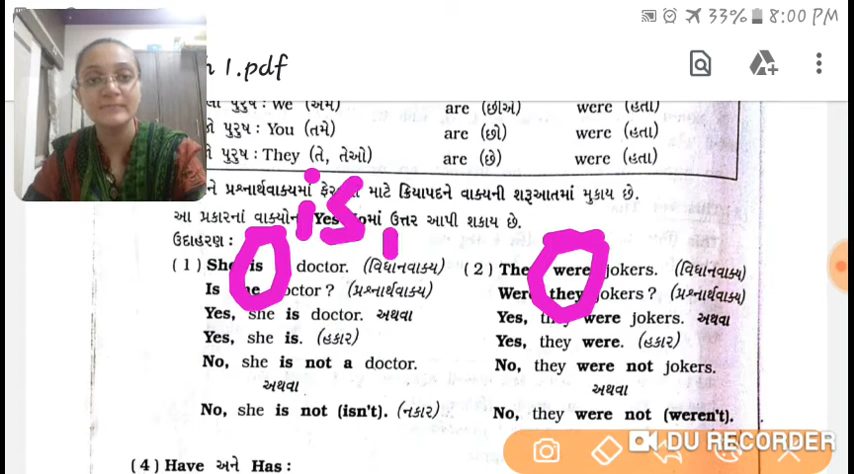 33% 8:00 PM
1.pdf
પુરુષ : We (અમે) are (છીએ) were (હતા)
પુરુષ : You (તમે) are (છો) were (હતા)
પુરુષ : They (તે, તેઓ) are (છે) were (હતા)
ને પ્રશ્નાર્થવાક્યમાં માટે ક્રિયાપદને વાક્યની શરૂઆતમાં મુકાય છે.
is,
આ પ્રકારનાં વાક્યોના Yes ઉત્તર આપી શકાય છે.
ઉદાહરણ :
(1) She is doctor. (વિધાનવાક્ય)
Is doctor? (પ્રશ્નાર્થવાક્ય)
Yes, she is doctor. અથવા
Yes, she is. (હકાર)
No, she is not a doctor.
અથવા
No, she is not (isn't). (નકાર)
(2) They were jokers. (વિધાનવાક્ય)
Were they jokers? (પ્રશ્નાર્થવાક્ય)
Yes, they were jokers. અથવા
Yes, they were. (હકાર)
No, they were not jokers.
અથવા
No, they were not (weren't).
(4) Have અને Has :
DU RECORDER